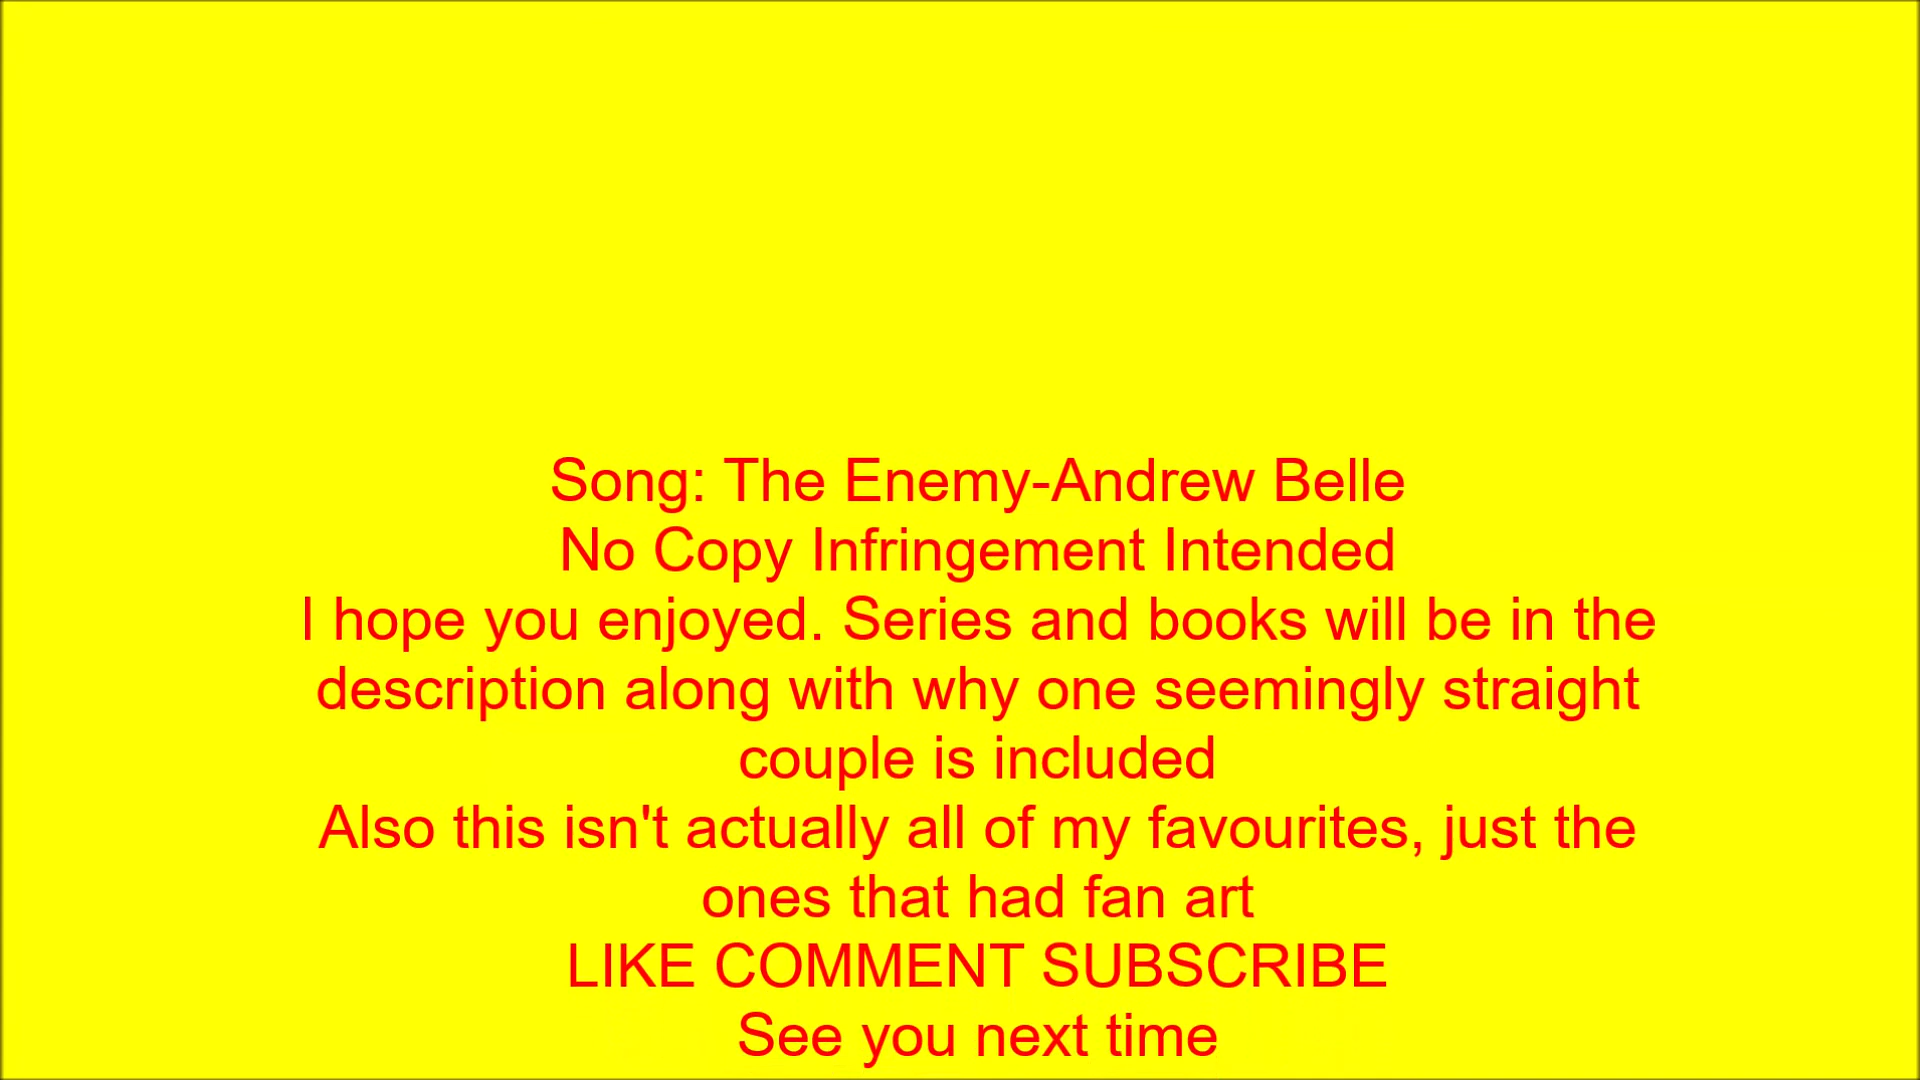 Song: The Enemy-Andrew Belle
No Copy Infringement Intended
I hope you enjoyed. Series and books will be in the
description along with why one seemingly straight
couple is included
Also this isn't actually all of my favourites, just the
ones that had fan art
LIKE COMMENT SUBSCRIBE
See you next time